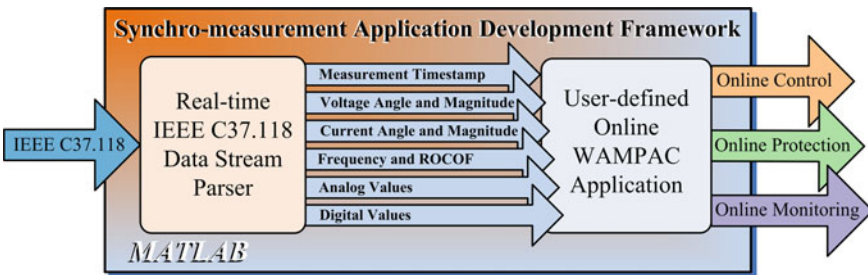 Synchro-measurement Application Development Framework
IEEE C37.118
Real-time
IEEE C37.118
Data Stream
Parser
Measurement Timestamp
Voltage Angle and Magnitude
Current Angle and Magnitude
Frequency and ROCOF
Analog Values
Digital Values
User-defined
Online
WAMPAC
Application
Online Control
Online Protection
Online Monitoring
MATLAB